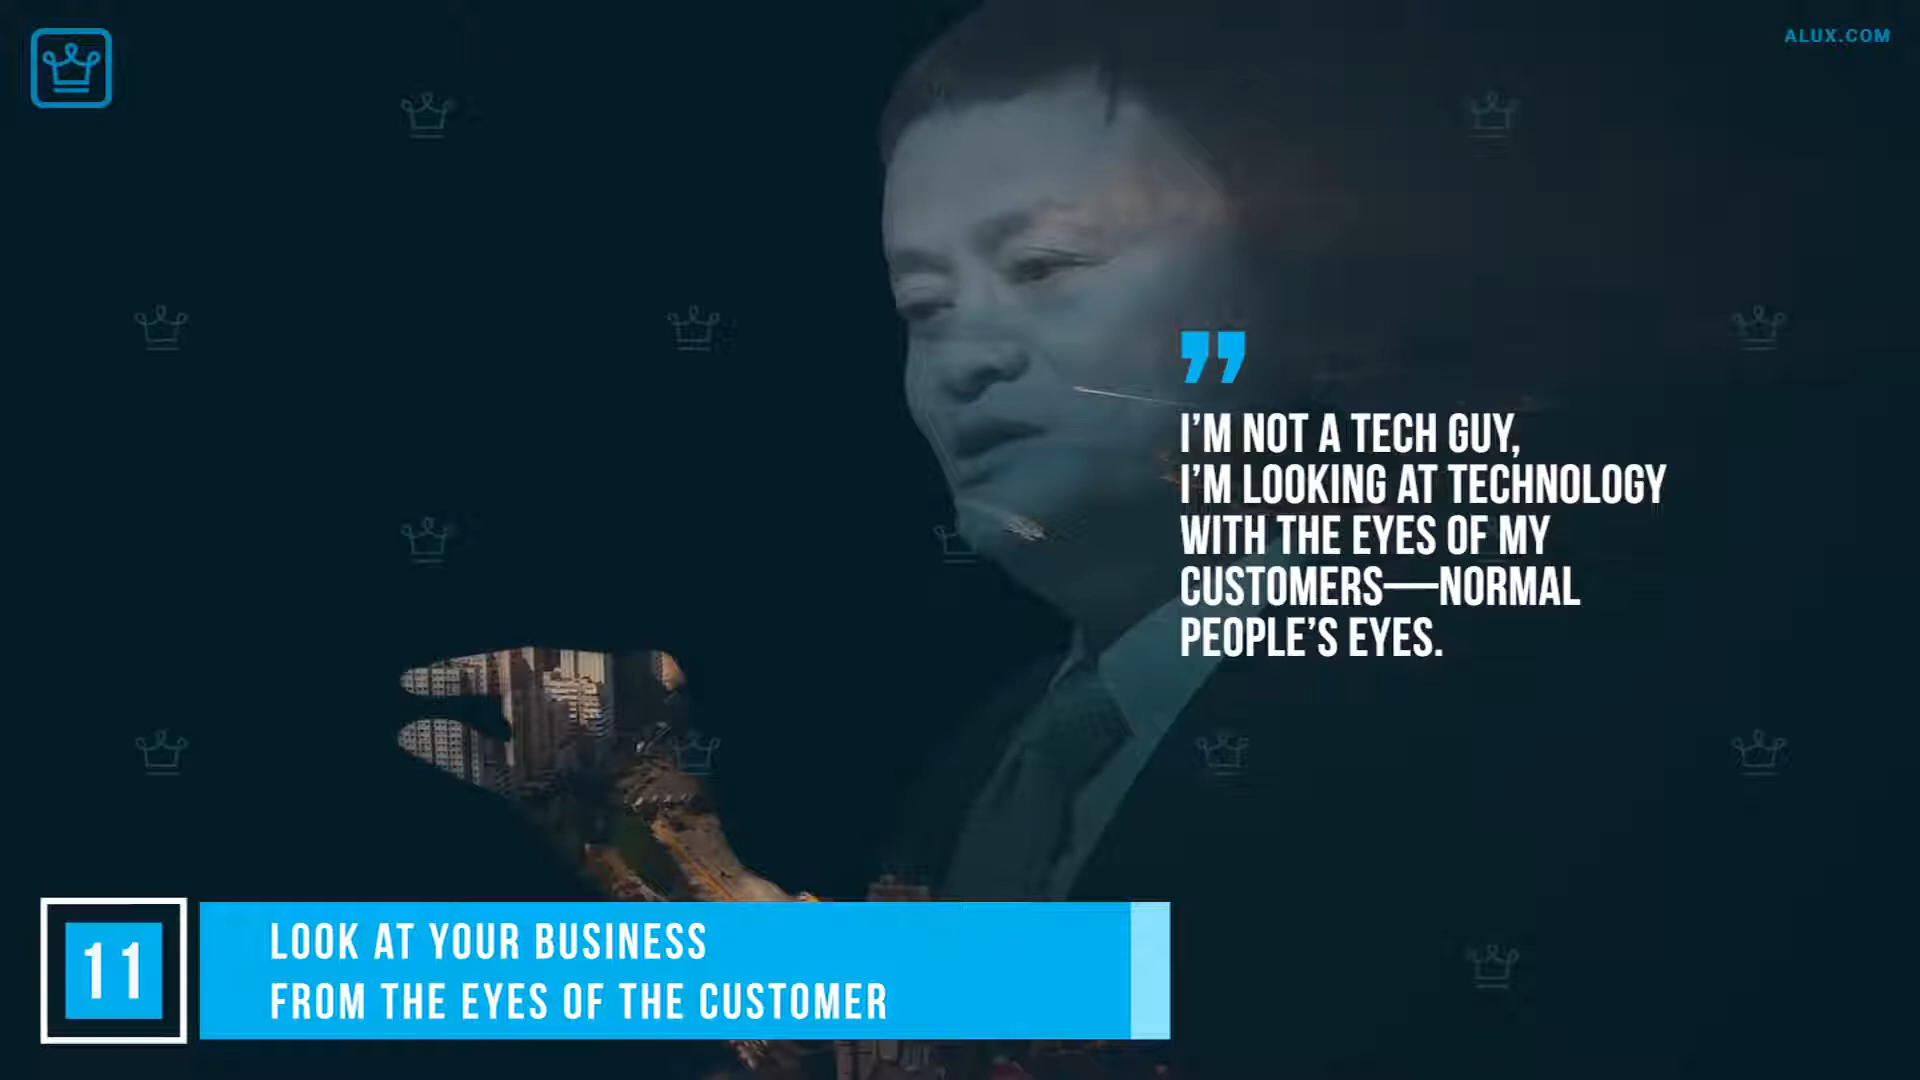 ALUX.COM
I’M NOT A TECH GUY,
I’M LOOKING AT TECHNOLOGY
WITH THE EYES OF MY
CUSTOMERS—NORMAL
PEOPLE’S EYES.
11
LOOK AT YOUR BUSINESS
FROM THE EYES OF THE CUSTOMER